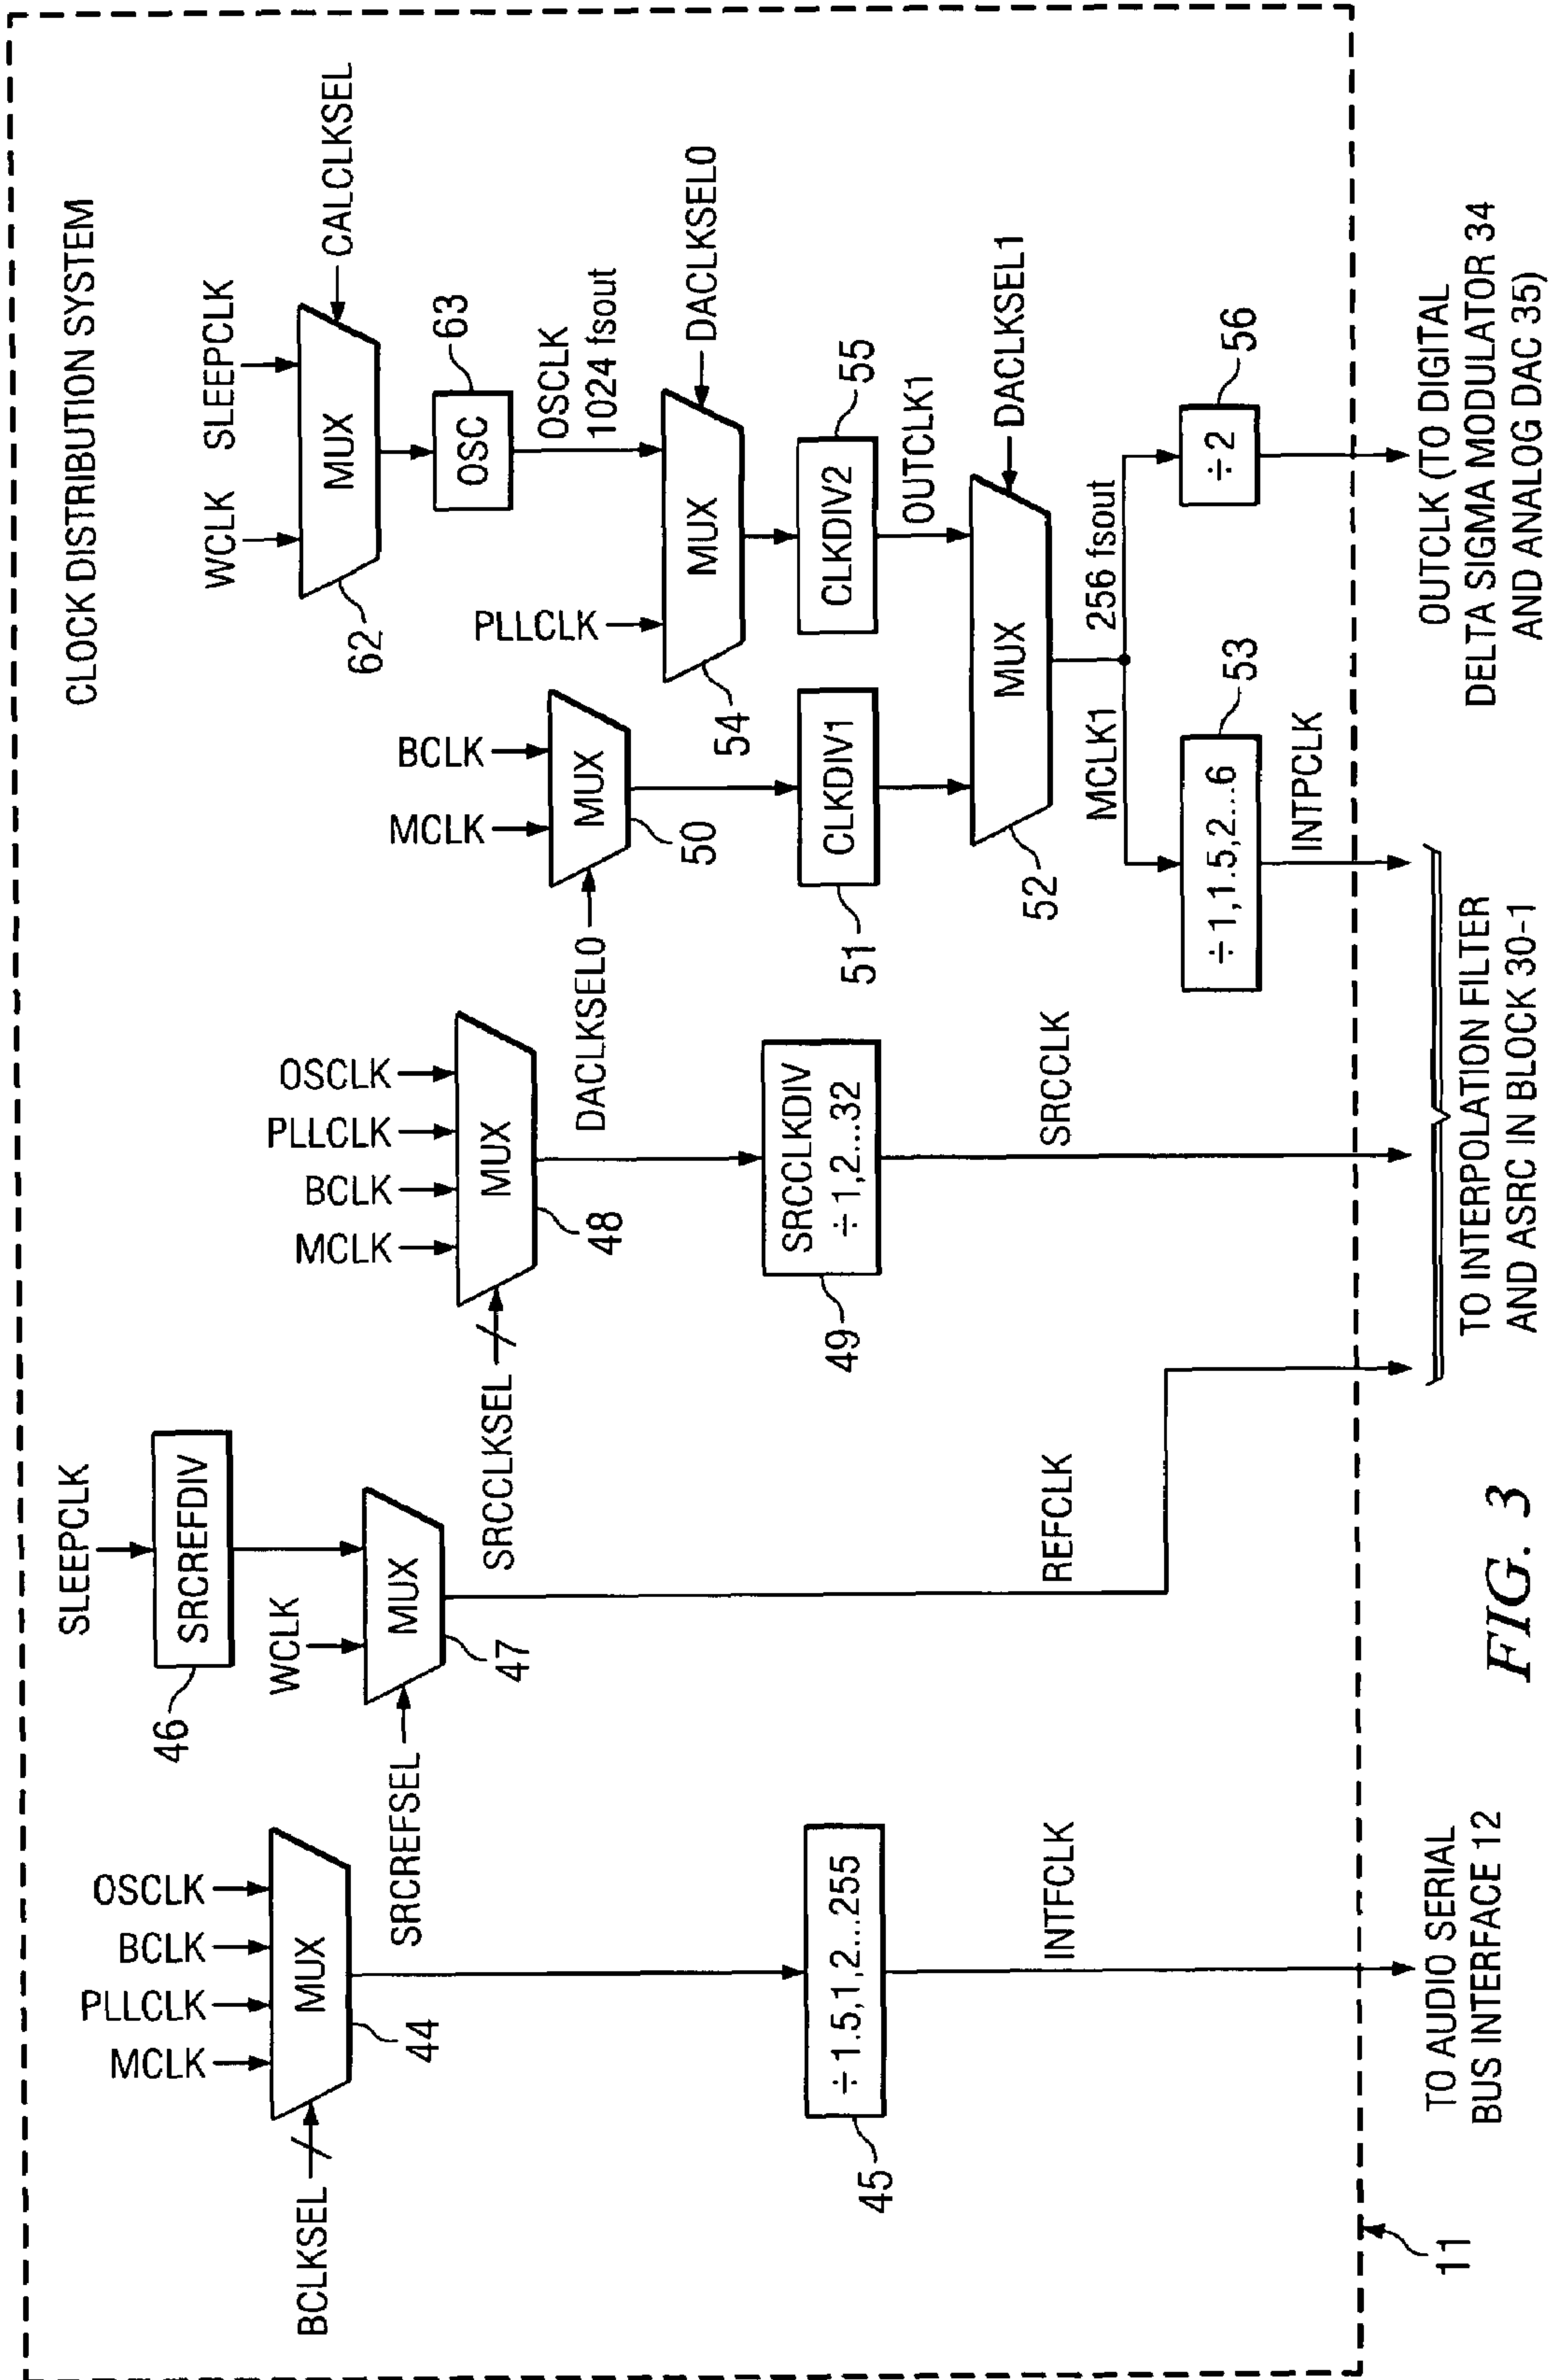 CLOCK DISTRIBUTION SYSTEM
BCLKSEL
MCLK
PLLCLK
BCLK
OSCLK
MUX
44
÷ 1.5,1,2...255
45
INTFCLK
TO AUDIO SERIAL
BUS INTERFACE 12
11
SLEEPCLK
SRCREFDIV
46
WCLK
SRCREFSEL
MUX
47
REFCLK
SRCCLKSEL
MCLK
BCLK
PLLCLK
OSCLK
MUX
48
SRCCLKDIV
÷ 1,2...32
49
SRCCLK
DACLKSEL0
MCLK
BCLK
MUX
50
CLKDIV1
51
WCLK
SLEEPCLK
CALCLKSEL
MUX
62
OSC
63
OSCLK
1024 fsout
PLLCLK
DACLKSEL0
MUX
54
CLKDIV2
55
OUTCLK1
DACLKSEL1
MUX
52
MCLK1
256 fsout
÷ 1,1.5,2...6
53
INTPCLK
÷2
56
TO INTERPOLATION FILTER
AND ASRC IN BLOCK 30-1
OUTCLK (TO DIGITAL
DELTA SIGMA MODULATOR 34
AND ANALOG DAC 35)
FIG. 3